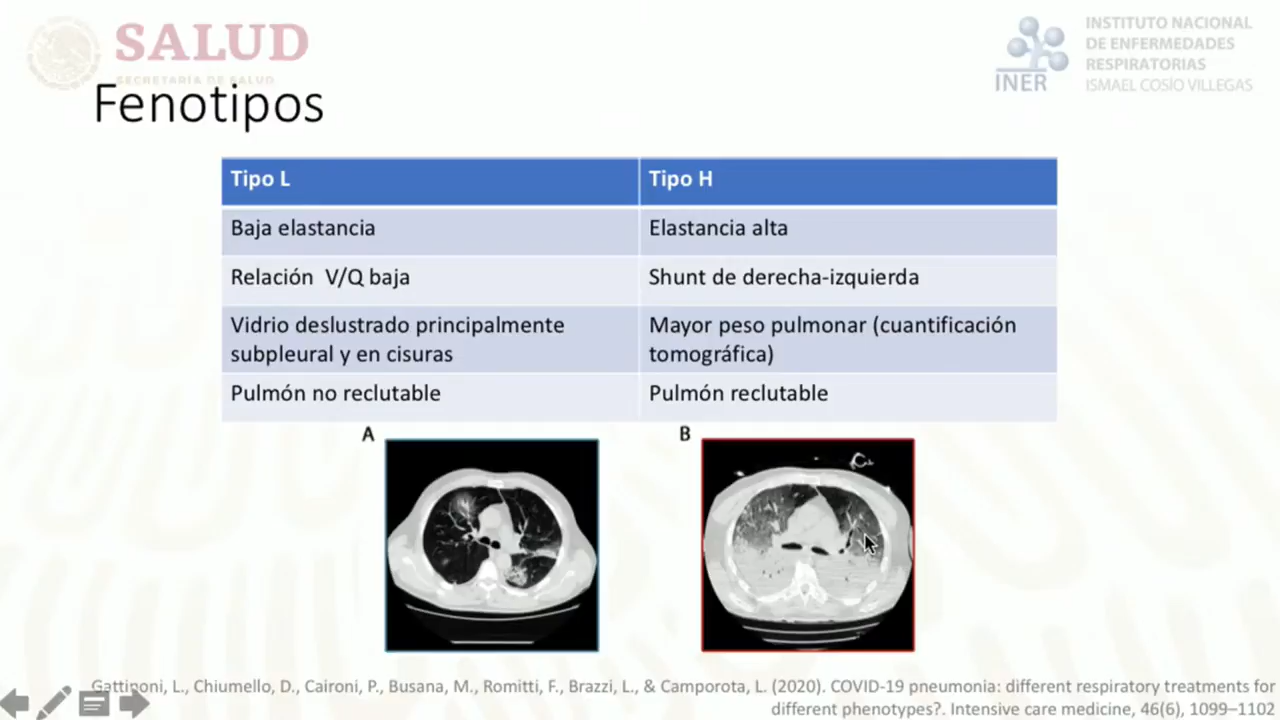 SALUD
SECRETARÍA DE SALUD
INER
INSTITUTO NACIONAL
DE ENFERMEDADES
RESPIRATORIAS
ISMAEL COSÍO VILLEGAS
Fenotipos
Tipo L
Tipo H
Baja elastancia
Elastancia alta
Relación V/Q baja
Shunt de derecha-izquierda
Vidrio deslustrado principalmente
subpleural y en cisuras
Mayor peso pulmonar (cuantificación
tomográfica)
Pulmón no reclutable
Pulmón reclutable
A
B
Gattinoni, L., Chiumello, D., Caironi, P., Busana, M., Romitti, F., Brazzi, L., & Camporota, L. (2020). COVID-19 pneumonia: different respiratory treatments for
different phenotypes?. Intensive care medicine, 46(6), 1099–1102